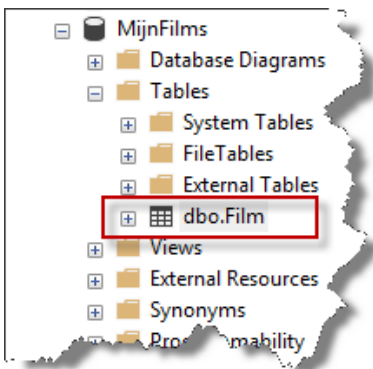 MijnFilms
Database Diagrams
Tables
System Tables
FileTables
External Tables
dbo.Film
Views
External Resources
Synonyms